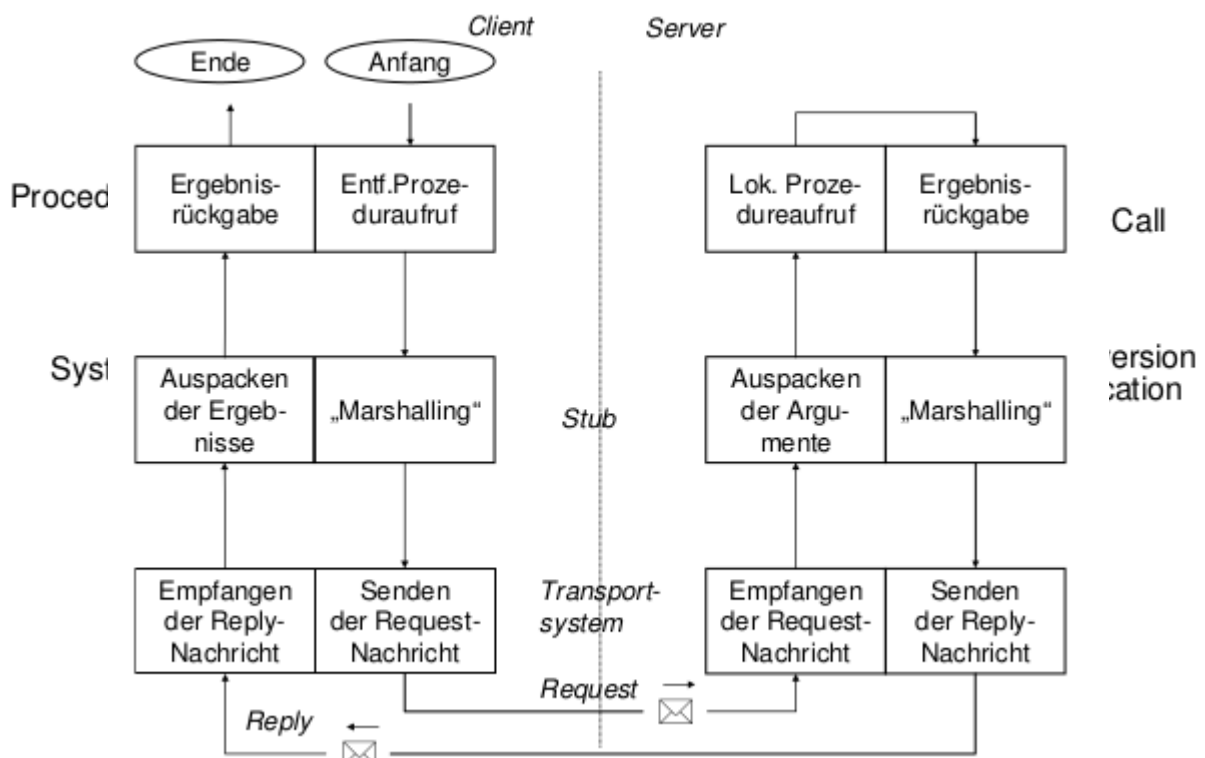 Client
Server
Ende
Anfang
Proced
Ergebnis-
rückgabe
Entf.Proze-
duraufruf
Lok. Proze-
dureaufruf
Ergebnis-
rückgabe
Call
Syst
Auspacken
der Ergeb-
nisse
„Marshalling“
Stub
Auspacken
der Argu-
mente
„Marshalling“
ersion
cation
Empfangen
der Reply-
Nachricht
Senden
der Request-
Nachricht
Transport-
system
Empfangen
der Request-
Nachricht
Senden
der Reply-
Nachricht
Request
Reply